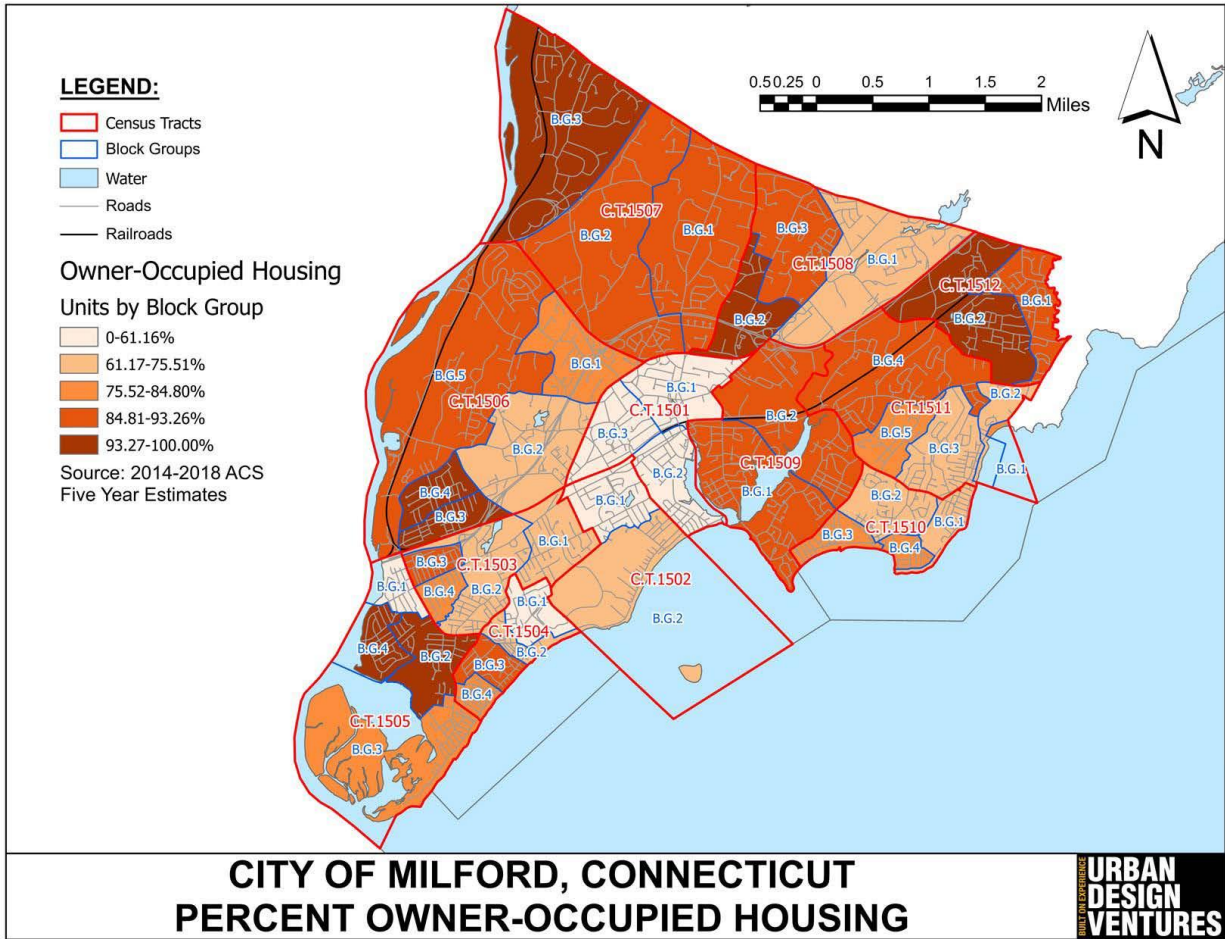 LEGEND:
Census Tracts
Block Groups
Water
Roads
Railroads
Owner-Occupied Housing
Units by Block Group
0-61.16%
61.17-75.51%
75.52-84.80%
84.81-93.26%
93.27-100.00%
Source: 2014-2018 ACS
Five Year Estimates
0.5 0.25 0 0.5 1 1.5 2
Miles
N
B.G.3
C.T.1507
B.G.2
B.G.1
B.G.3
C.T.1508
B.G.1
B.G.2
C.T.1512
B.G.1
B.G.2
B.G.5
C.T.1506
B.G.1
B.G.2
B.G.4
B.G.3
B.G.1
C.T.1501
B.G.3
B.G.2
B.G.4
B.G.2
C.T.1509
B.G.1
C.T.1511
B.G.5
B.G.3
B.G.2
B.G.1
B.G.2
C.T.1510
B.G.1
B.G.3
B.G.4
B.G.1
C.T.1502
B.G.2
B.G.3
C.T.1503
B.G.1
B.G.4
B.G.2
B.G.1
C.T.1504
B.G.2
B.G.3
B.G.4
B.G.1
B.G.4
B.G.2
C.T.1505
B.G.3
CITY OF MILFORD, CONNECTICUT
PERCENT OWNER-OCCUPIED HOUSING
BUILT ON EXPERIENCE
URBAN
DESIGN
VENTURES